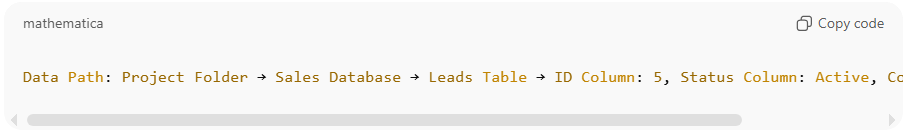 mathematica
Copy code
Data Path: Project Folder → Sales Database → Leads Table → ID Column: 5, Status Column: Active, Co